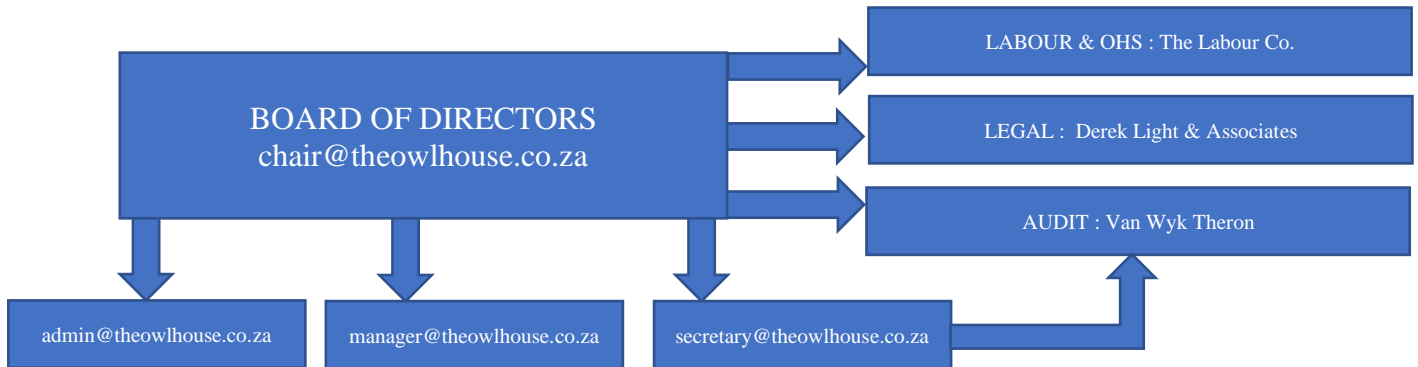 BOARD OF DIRECTORS
chair@theowlhouse.co.za
LABOUR & OHS : The Labour Co.
LEGAL : Derek Light & Associates
AUDIT : Van Wyk Theron
admin@theowlhouse.co.za
manager@theowlhouse.co.za
secretary@theowlhouse.co.za